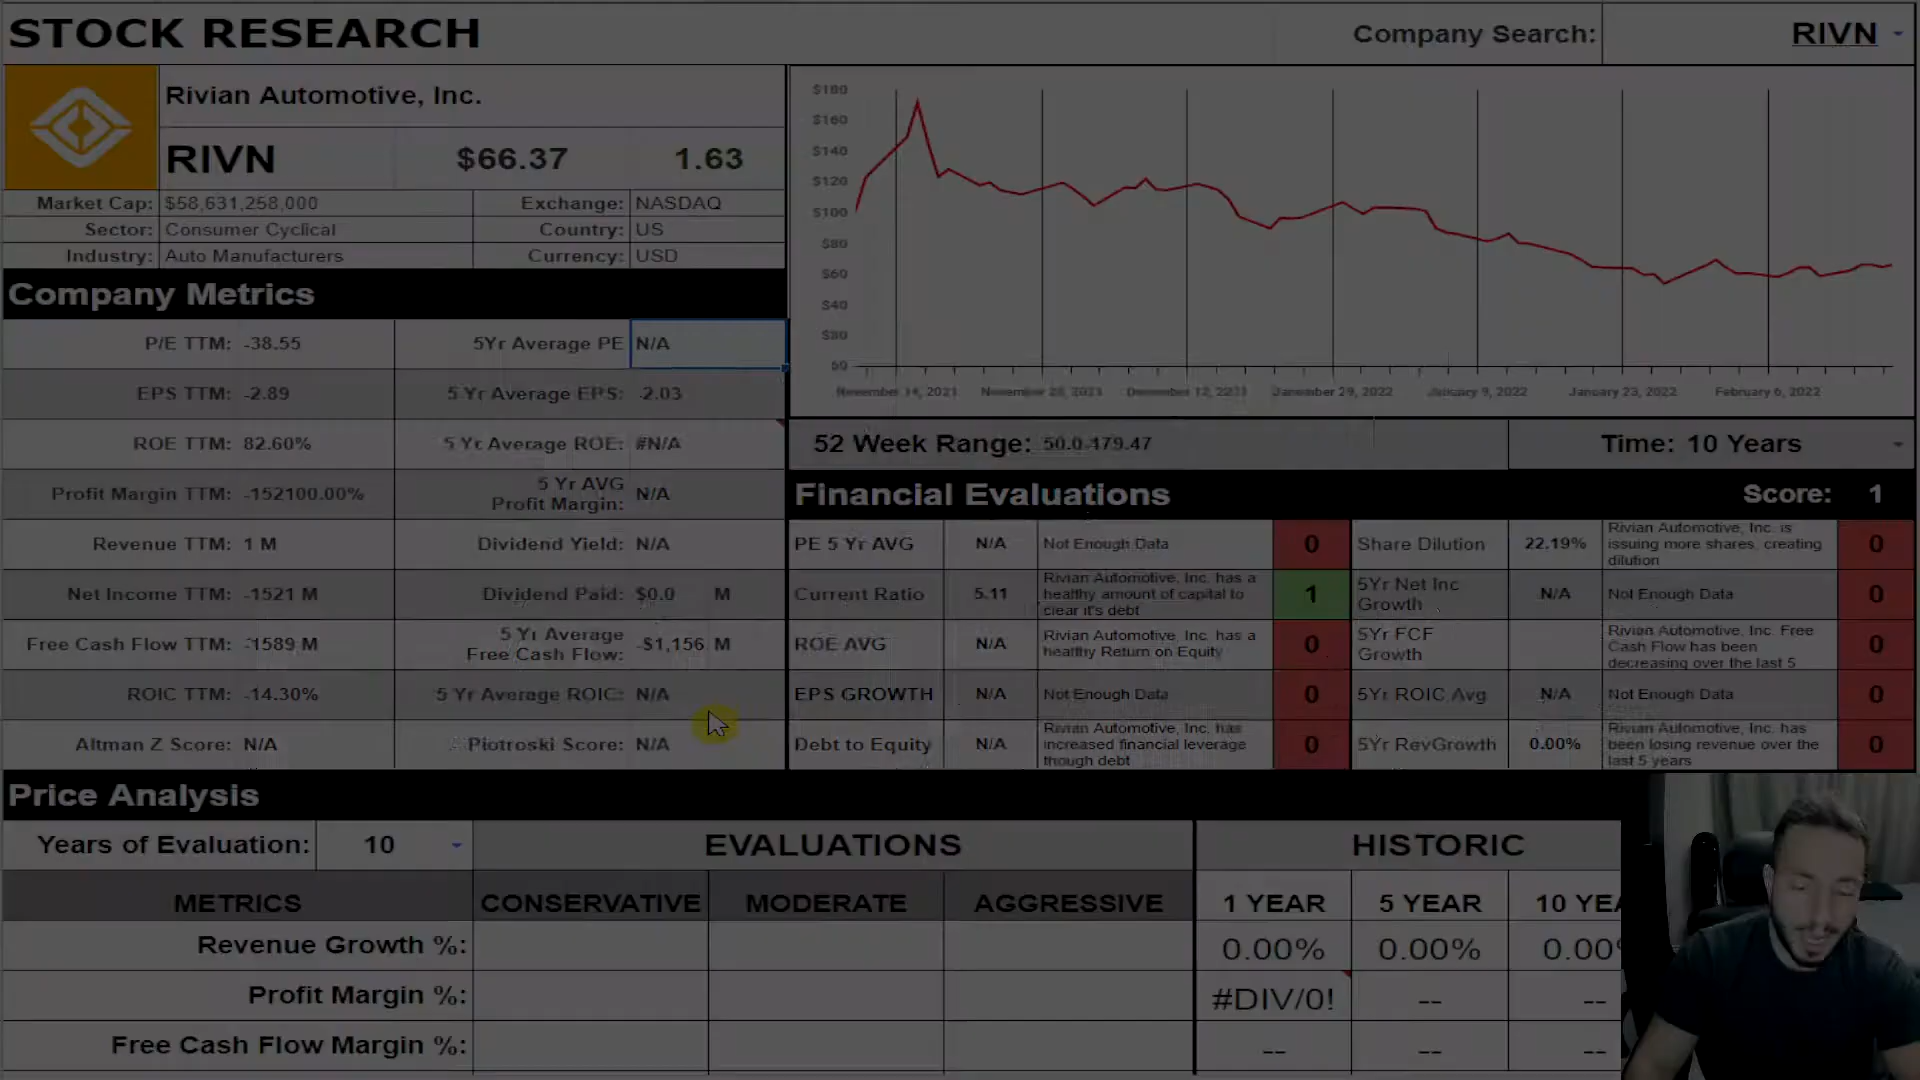 STOCK RESEARCH
Company Search: RIVN
Rivian Automotive, Inc.
RIVN $66.37 1.63
Market Cap: $58,631,258,000 Exchange: NASDAQ
Sector: Consumer Cyclical Country: US
Industry: Auto Manufacturers Currency: USD
$180
$160
$140
$120
$100
$80
$60
$40
$0
November 14, 2021 November 28, 2021 December 12, 2021 January 9, 2022 January 23, 2022 February 6, 2022
52 Week Range: 50.0-179.47 Time: 10 Years
Company Metrics
P/E TTM: -38.55 5Yr Average PE N/A
EPS TTM: -2.89 5 Yr Average EPS: -2.03
ROE TTM: 82.60% 5 Yr Average ROE: #N/A
Profit Margin TTM: -152100.00% 5 Yr AVG
Profit Margin: N/A
Revenue TTM: 1 M Dividend Yield: N/A
Net Income TTM: -1521 M Dividend Paid: $0.0 M
Free Cash Flow TTM: -1589 M 5 Yr Average
Free Cash Flow: -$1,156 M
ROIC TTM: -14.30% 5 Yr Average ROIC: N/A
Altman Z Score: N/A Piotroski Score: N/A
Financial Evaluations Score: 1
PE 5 Yr AVG N/A Not Enough Data 0
Current Ratio 5.11 Rivian Automotive, Inc. has a
healthy amount of capital to
clear it's debt 1
ROE AVG N/A Rivian Automotive, Inc. has a
healthy Return on Equity 0
EPS GROWTH N/A Not Enough Data 0
Debt to Equity N/A Rivian Automotive, Inc. has
increased financial leverage
though debt 0
Share Dilution 22.19% Rivian Automotive, Inc. is
issuing more shares, creating
dilution 0
5Yr Net Inc
Growth N/A Not Enough Data 0
5Yr FCF
Growth Rivian Automotive, Inc. Free
Cash Flow has been
decreasing over the last 5 0
5Yr ROIC Avg N/A Not Enough Data 0
5Yr RevGrowth 0.00% Rivian Automotive, Inc. has
been losing revenue over the
last 5 years 0
Price Analysis
Years of Evaluation: 10 EVALUATIONS HISTORIC
METRICS CONSERVATIVE MODERATE AGGRESSIVE 1 YEAR 5 YEAR 10 YEA
Revenue Growth %: 0.00% 0.00% 0.00
Profit Margin %: #DIV/0! -- --
Free Cash Flow Margin %: -- -- --